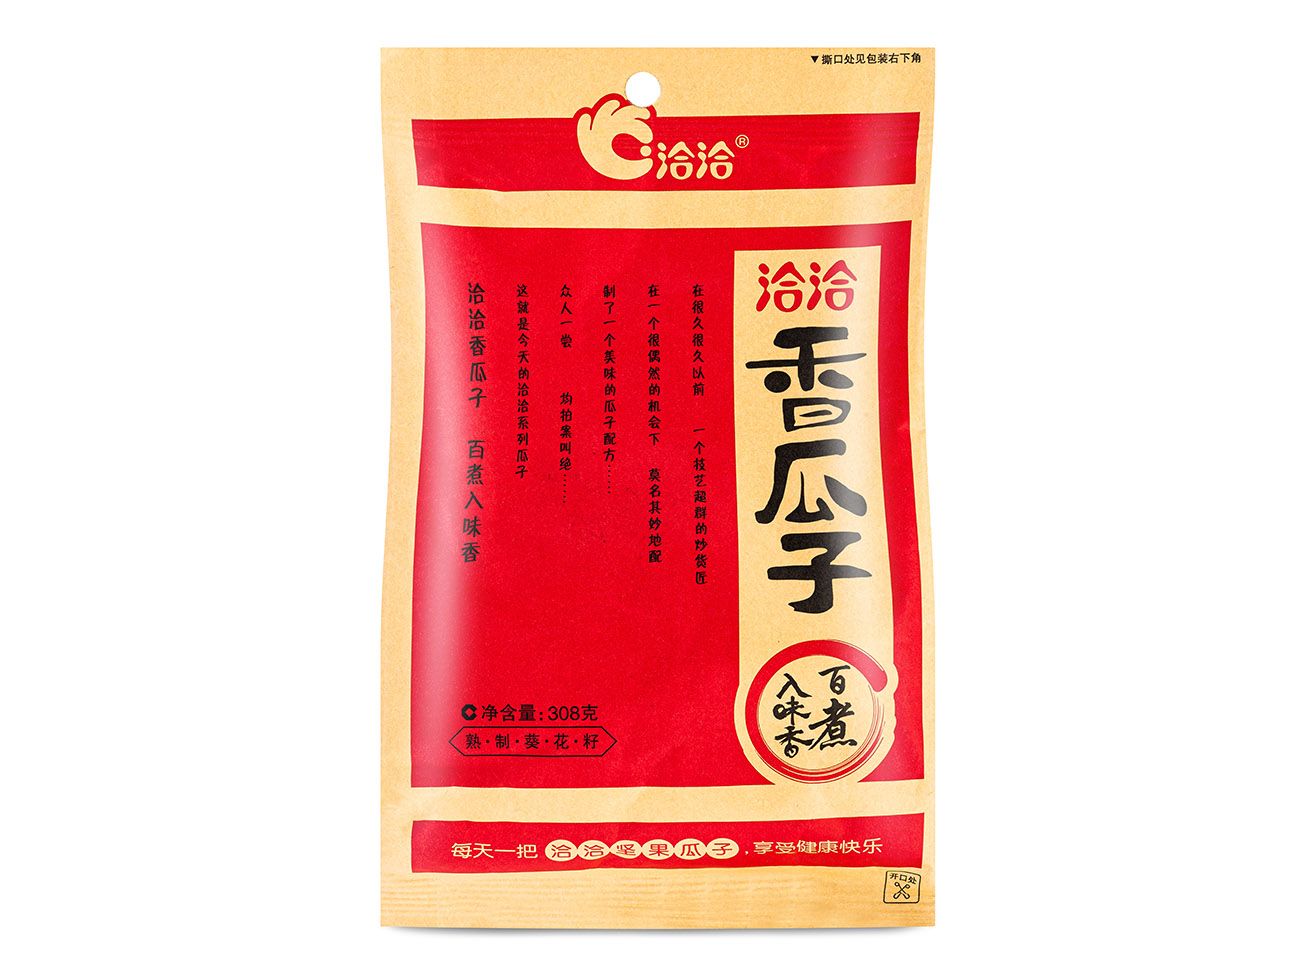 ▼撕口处见包装右下角
洽洽®
洽洽
香瓜子
百煮
入味香
在很久很久以前 一个技艺超群的炒货匠
在一个很偶然的机会下 莫名其妙地配
制了一个美味的瓜子配方……
众人一尝 均拍案叫绝……
这就是今天的洽洽系列瓜子
洽洽香瓜子 百煮入味香
净含量:308克
熟·制·葵·花·籽
每天一把 洽洽坚果瓜子,享受健康快乐
开口处